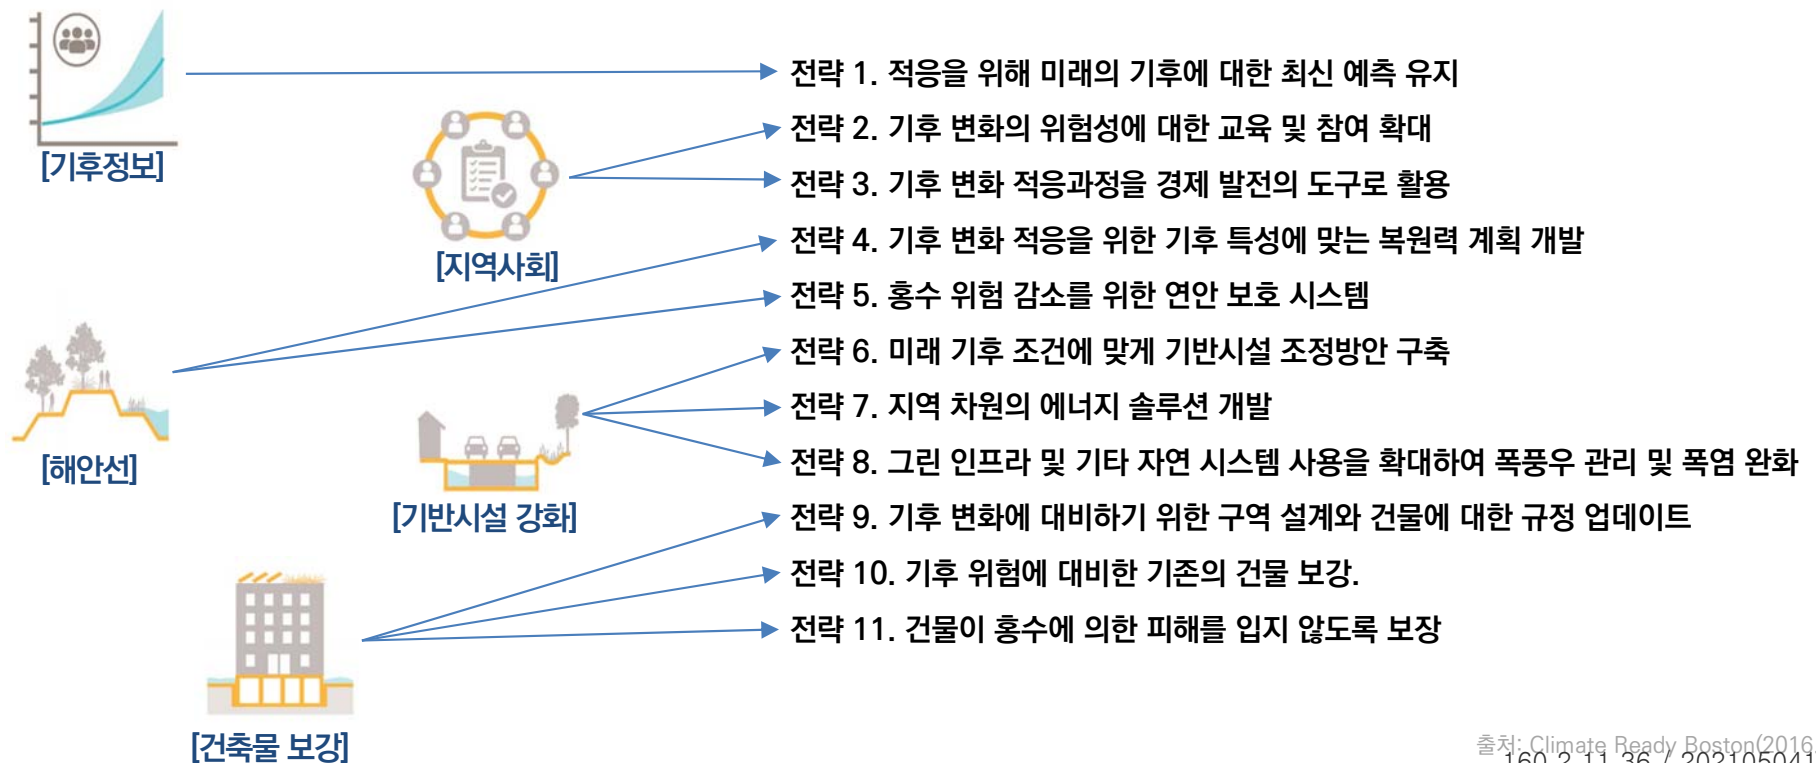 [기후정보]
[지역사회]
[해안선]
[기반시설 강화]
[건축물 보강]
전략 1. 적응을 위해 미래의 기후에 대한 최신 예측 유지
전략 2. 기후 변화의 위험성에 대한 교육 및 참여 확대
전략 3. 기후 변화 적응과정을 경제 발전의 도구로 활용
전략 4. 기후 변화 적응을 위한 기후 특성에 맞는 복원력 계획 개발
전략 5. 홍수 위험 감소를 위한 연안 보호 시스템
전략 6. 미래 기후 조건에 맞게 기반시설 조정방안 구축
전략 7. 지역 차원의 에너지 솔루션 개발
전략 8. 그린 인프라 및 기타 자연 시스템 사용을 확대하여 폭풍우 관리 및 폭염 완화
전략 9. 기후 변화에 대비하기 위한 구역 설계와 건물에 대한 규정 업데이트
전략 10. 기후 위험에 대비한 기존의 건물 보강.
전략 11. 건물이 홍수에 의한 피해를 입지 않도록 보장
출처: Climate Ready Boston(2016.
160.2.11.36 / 202105041